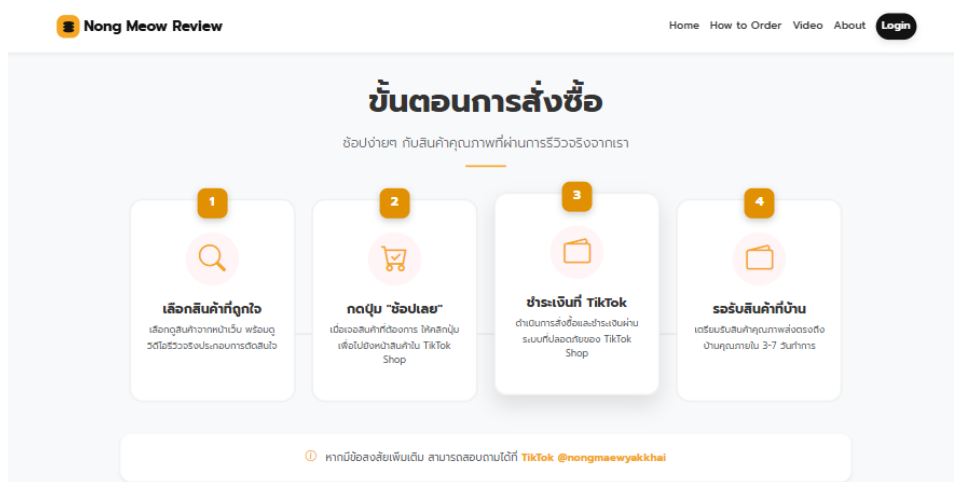 Nong Meow Review
Home How to Order Video About Login
ขั้นตอนการสั่งซื้อ
ช้อปง่ายๆ กับสินค้าคุณภาพที่ผ่านการรีวิวจริงจากเรา
1
เลือกสินค้าที่ถูกใจ
เลือกดูสินค้าจากหน้าเว็บ พร้อมดู
วิดีโอรีวิวจริงประกอบการตัดสินใจ
2
กดปุ่ม "ช้อปเลย"
เมื่อเจอสินค้าที่ต้องการ ให้คลิกปุ่ม
เพื่อไปยังหน้าสินค้าใน TikTok
Shop
3
ชำระเงินที่ TikTok
ดำเนินการสั่งซื้อและชำระเงินผ่าน
ระบบที่ปลอดภัยของ TikTok
Shop
4
รอรับสินค้าที่บ้าน
เตรียมรับสินค้าคุณภาพส่งตรงถึง
บ้านคุณภายใน 3-7 วันทำการ
หากมีข้อสงสัยเพิ่มเติม สามารถสอบถามได้ที่ TikTok @nongmaewyakkhai